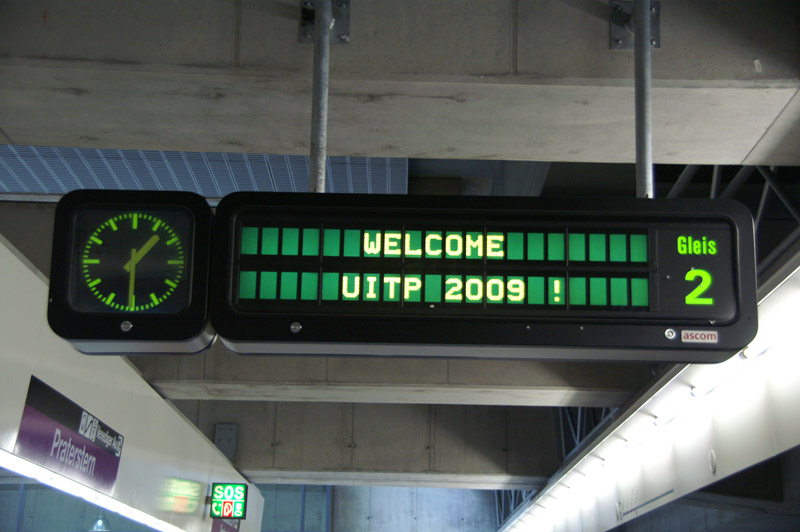 WELCOME
UITP 2009 !
Gleis
2
ascom
Praterstern
SOS